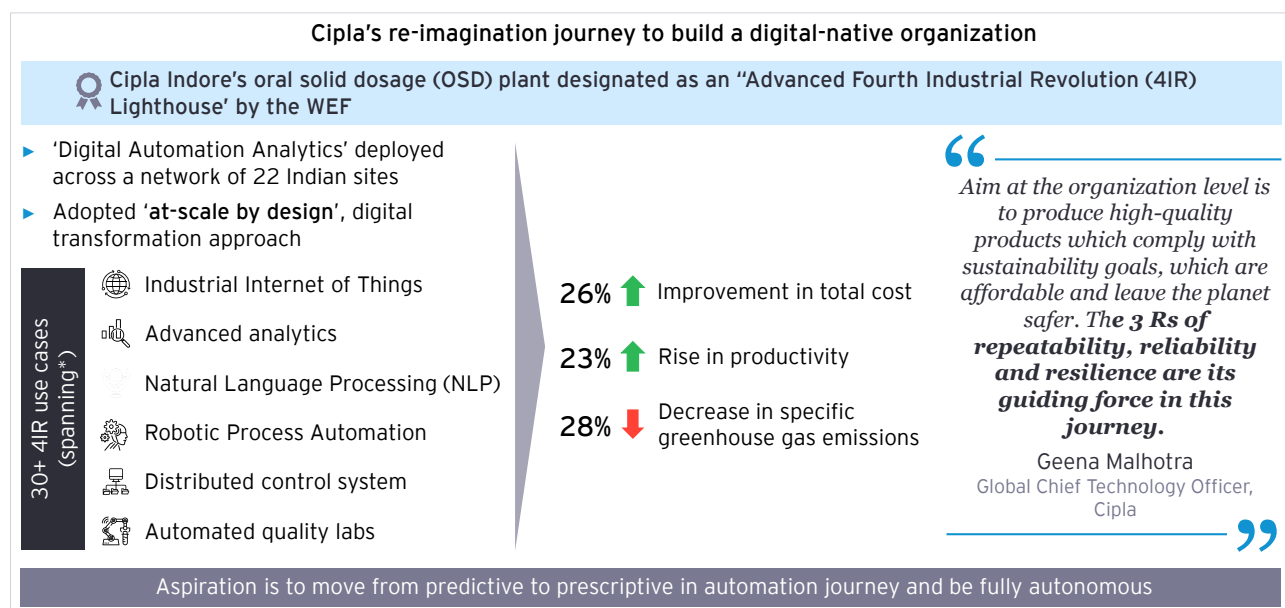 Cipla's re-imagination journey to build a digital-native organization
Cipla Indore's oral solid dosage (OSD) plant designated as an "Advanced Fourth Industrial Revolution (4IR)
Lighthouse' by the WEF
► 'Digital Automation Analytics' deployed
across a network of 22 Indian sites
► Adopted 'at-scale by design', digital
transformation approach
30+ 4IR use cases
(spanning*)
Industrial Internet of Things
Advanced analytics
Natural Language Processing (NLP)
Robotic Process Automation
Distributed control system
Automated quality labs
26% Improvement in total cost
23% Rise in productivity
28% Decrease in specific
greenhouse gas emissions
“
Aim at the organization level is
to produce high-quality
products which comply with
sustainability goals, which are
affordable and leave the planet
safer. The 3 Rs of
repeatability, reliability
and resilience are its
guiding force in this
journey.
Geena Malhotra
Global Chief Technology Officer,
Cipla
”
Aspiration is to move from predictive to prescriptive in automation journey and be fully autonomous